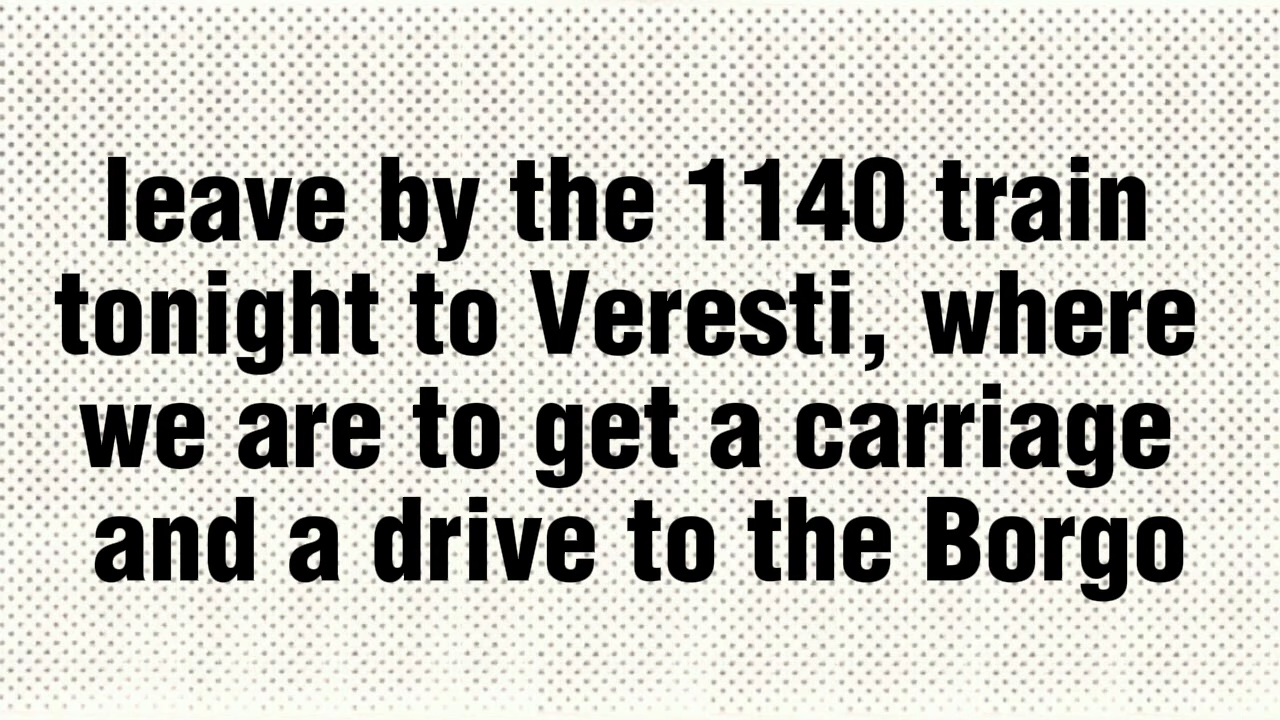 leave by the 1140 train
tonight to Veresti, where
we are to get a carriage
and a drive to the Borgo